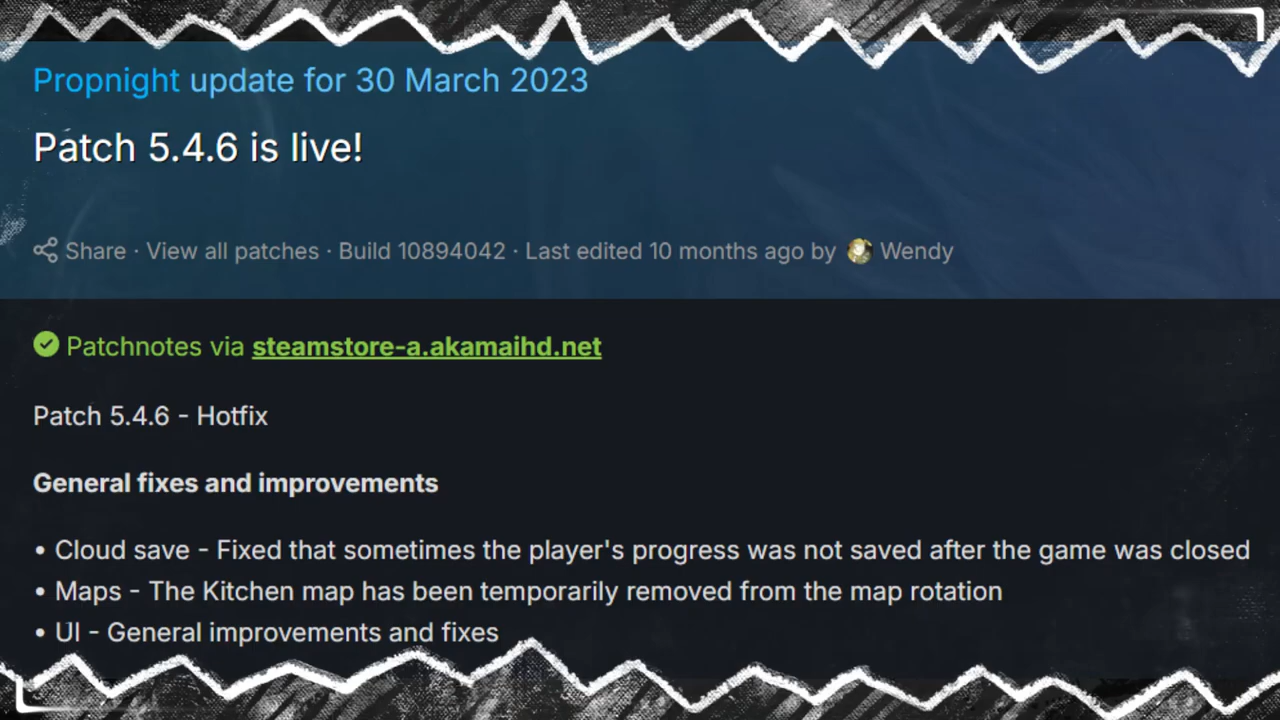 Propnight update for 30 March 2023
Patch 5.4.6 is live!
Share · View all patches · Build 10894042 · Last edited 10 months ago by Wendy
Patchnotes via steamstore-a.akamaihd.net
Patch 5.4.6 - Hotfix
General fixes and improvements
• Cloud save - Fixed that sometimes the player's progress was not saved after the game was closed
• Maps - The Kitchen map has been temporarily removed from the map rotation
• UI - General improvements and fixes